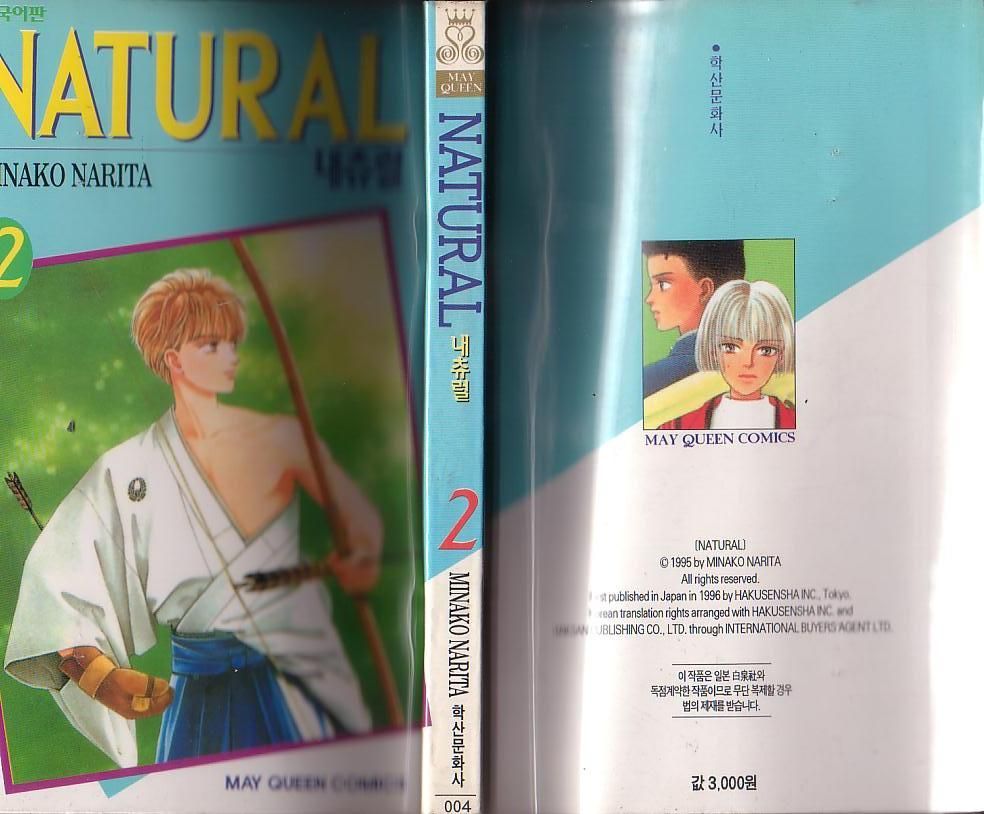 국어판
NATURAL
내츄럴
INAKO NARITA
2
MAY QUEEN COMICS
MAY
QUEEN
NATURAL
내츄럴
2
MINAKO NARITA
학산문화사
004
•학산문화사
MAY QUEEN COMICS
[NATURAL]
© 1995 by MINAKO NARITA
All rights reserved.
published in Japan in 1996 by HAKUSENSHA INC., Tokyo.
translation rights arranged with HAKUSENSHA INC. and
PUBLISHING CO., LTD. through INTERNATIONAL BUYERS AGENT LTD.
이 작품은 일본 白泉社와
독점계약한 작품이므로 무단 복제할 경우
법의 제재를 받습니다.
값 3,000원